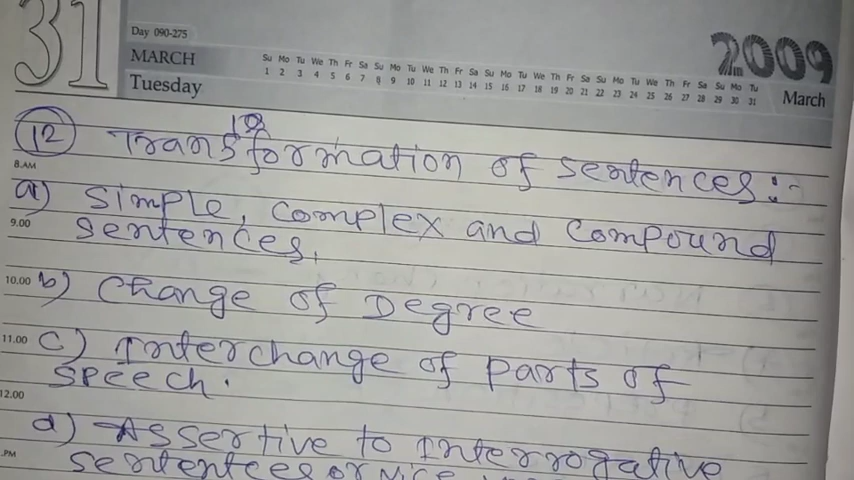 31
Day 090-275
MARCH
Tuesday
Su Mo Tu We Th Fr Sa Su Mo Tu We Th Fr Sa Su Mo Tu We Th Fr Sa Su Mo Tu We Th Fr Sa Su Mo Tu
1 2 3 4 5 6 7 8 9 10 11 12 13 14 15 16 17 18 19 20 21 22 23 24 25 26 27 28 29 30 31
2009
March
12 Transformation of sentences:-
8.AM
a) Simple, complex and compound
9.00 sentences.
10.00 b) Change of Degree
11.00 c) Interchange of parts of
speech.
12.00
d) Assertive to Interrogative
.PM sententces or vice